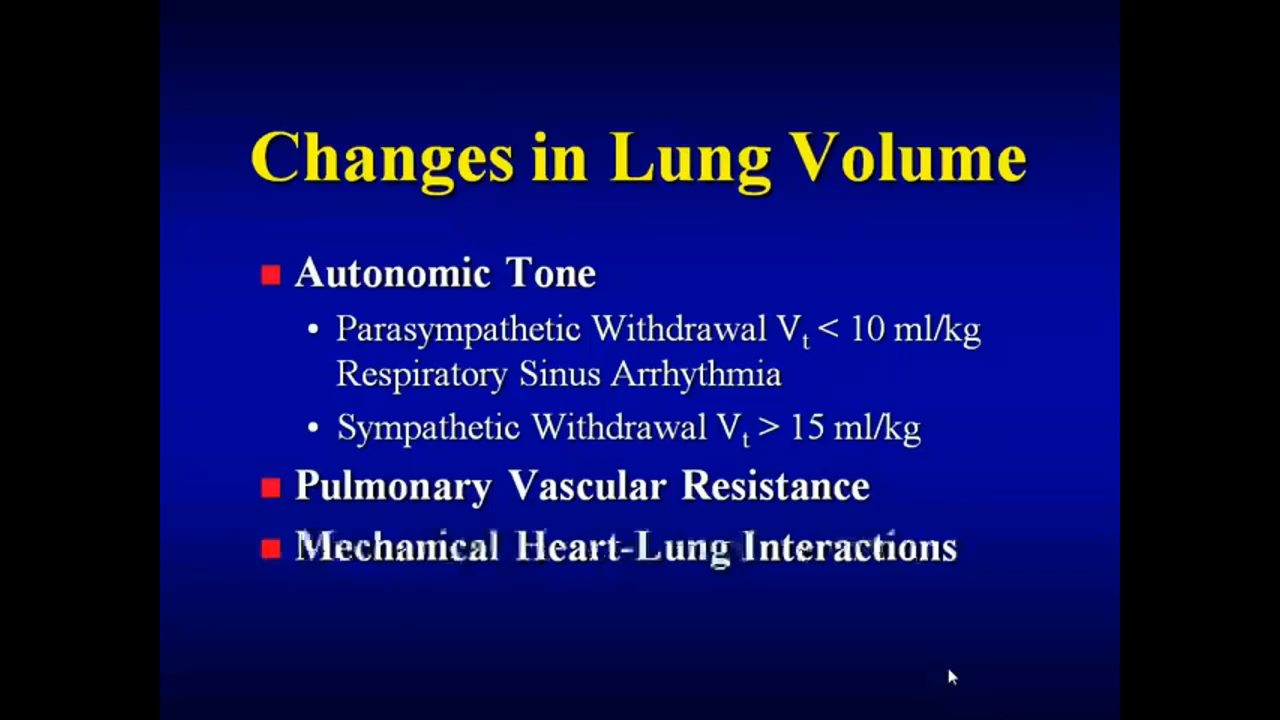 Changes in Lung Volume
Autonomic Tone
• Parasympathetic Withdrawal Vt < 10 ml/kg
Respiratory Sinus Arrhythmia
• Sympathetic Withdrawal Vt > 15 ml/kg
Pulmonary Vascular Resistance
Mechanical Heart-Lung Interactions